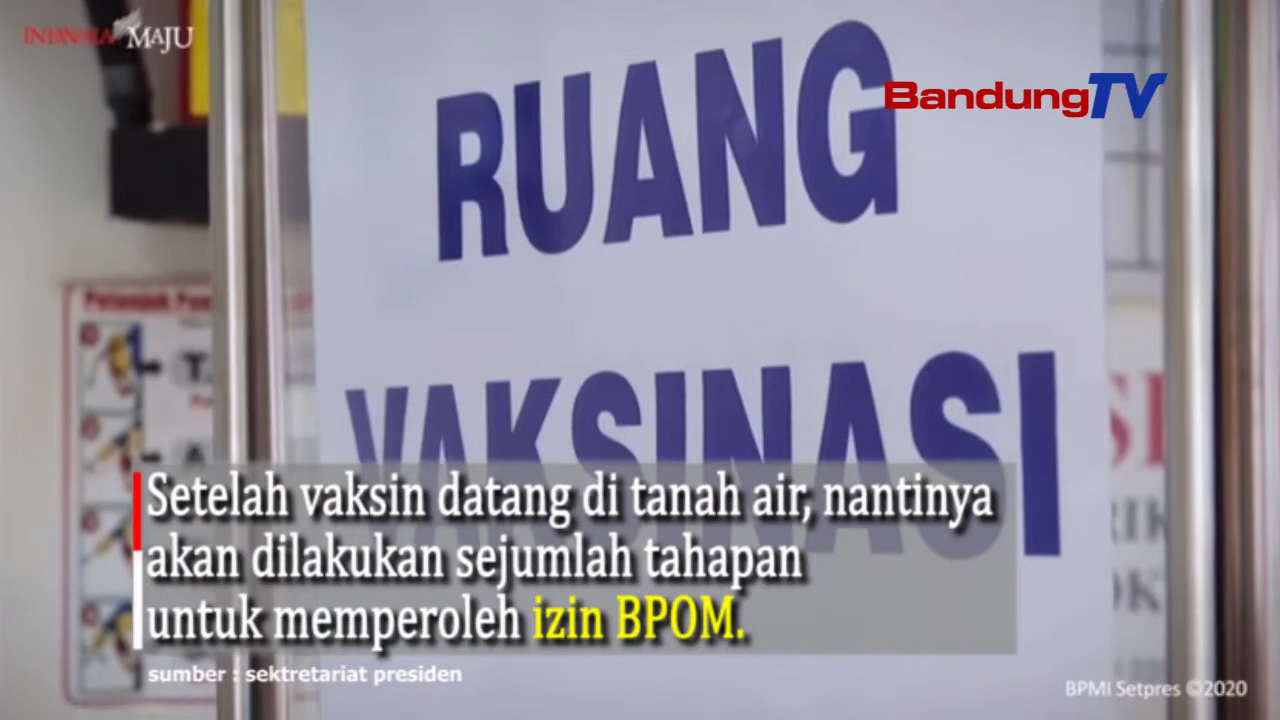 INDONESIA MAJU
BandungTV
RUANG
VAKSINASI
Setelah vaksin datang di tanah air, nantinya
akan dilakukan sejumlah tahapan
untuk memperoleh izin BPOM.
sumber : sektretariat presiden
BPMI Setpres ©2020